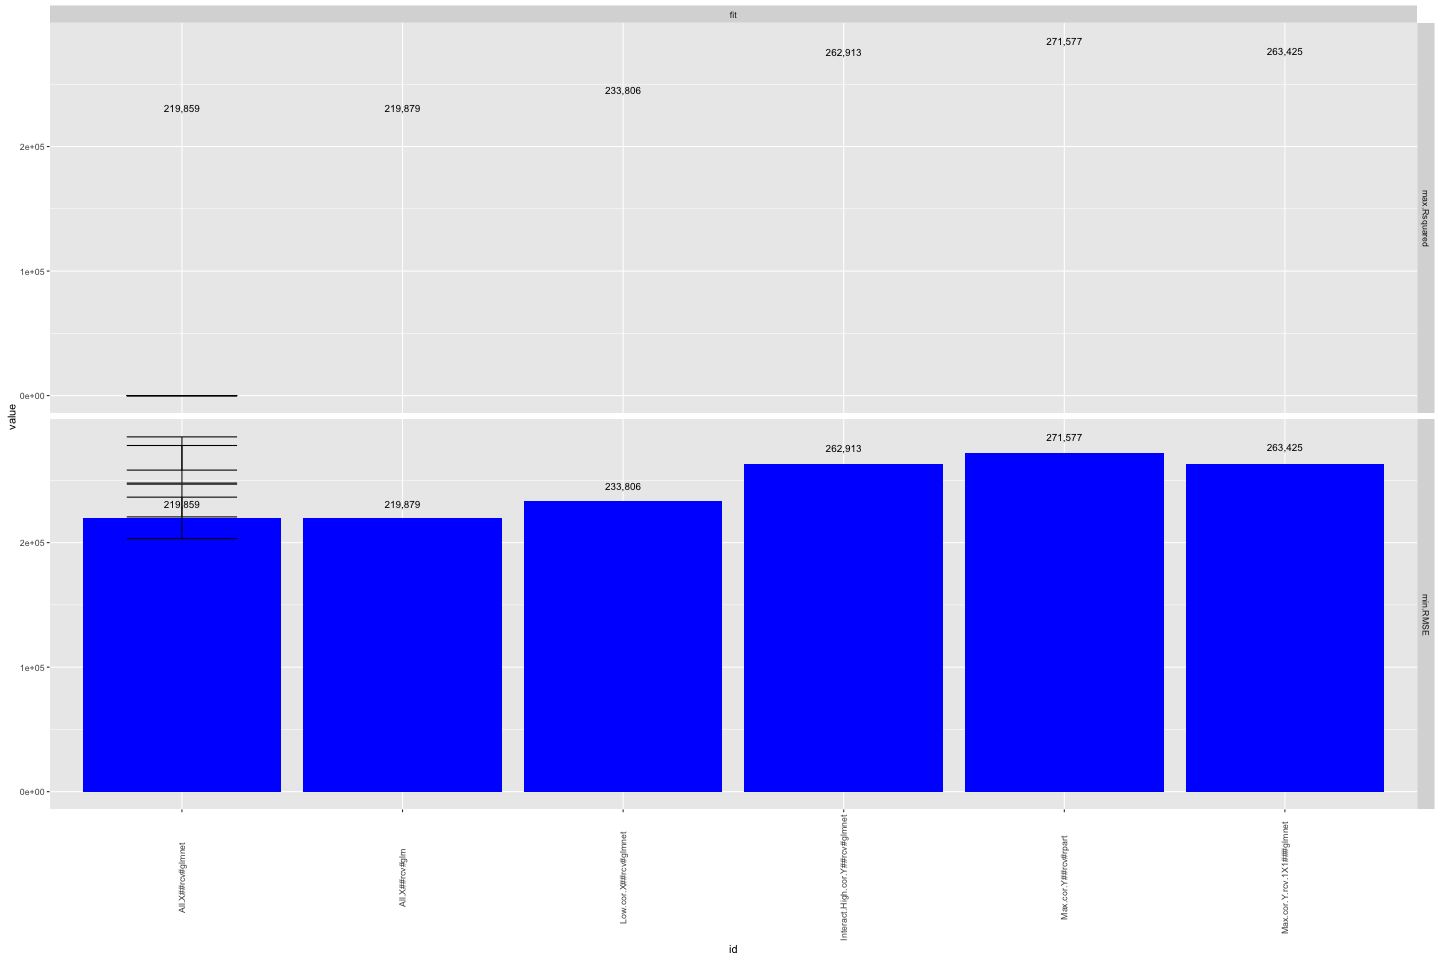 fit
262,913
271,577
263,425
233,806
219,859
219,879
2e+05
1e+05
0e+00
max.Rsquared
value
262,913
271,577
263,425
233,806
219,859
219,879
2e+05
1e+05
0e+00
min.RMSE
All.X##rcv#glmnet
All.X##rcv#glm
Low.cor.X##rcv#glmnet
Interact.High.cor.Y##rcv#glmnet
Max.cor.Y##rcv#rpart
Max.cor.Y.rcv.1X1###glmnet
id